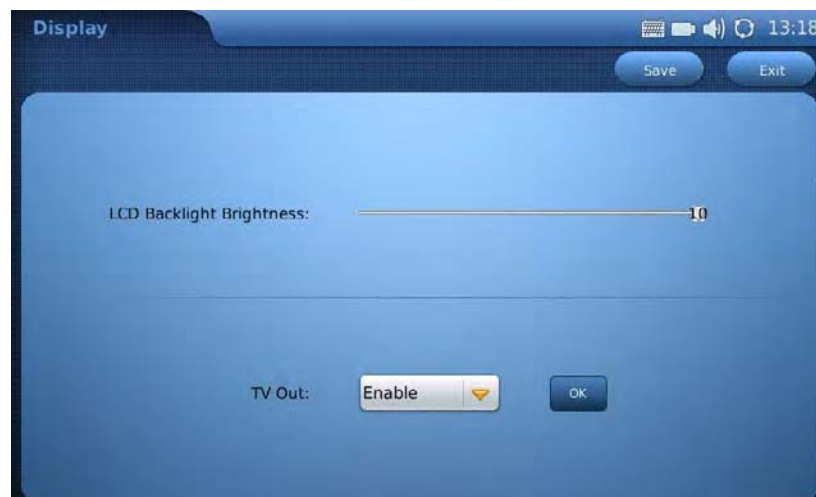 Display 13:18
Save Exit
LCD Backlight Brightness: 10
TV Out: Enable OK